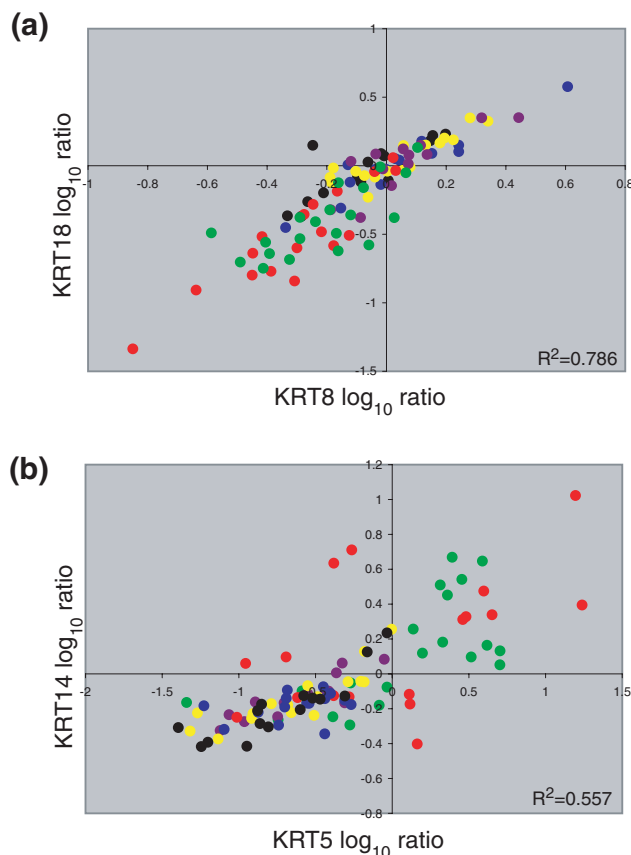 (a)
1
0.5
0
-1 -0.8 -0.6 -0.4 -0.2 0 0.2 0.4 0.6 0.8
-0.5
-1
-1.5
KRT18 log10 ratio
R2=0.786
KRT8 log10 ratio
(b)
1.2
1
0.8
0.6
0.4
0.2
0
-2 -1.5 -1 -0.5 0 0.5 1 1.5
-0.2
-0.4
-0.6
-0.8
KRT14 log10 ratio
R2=0.557
KRT5 log10 ratio